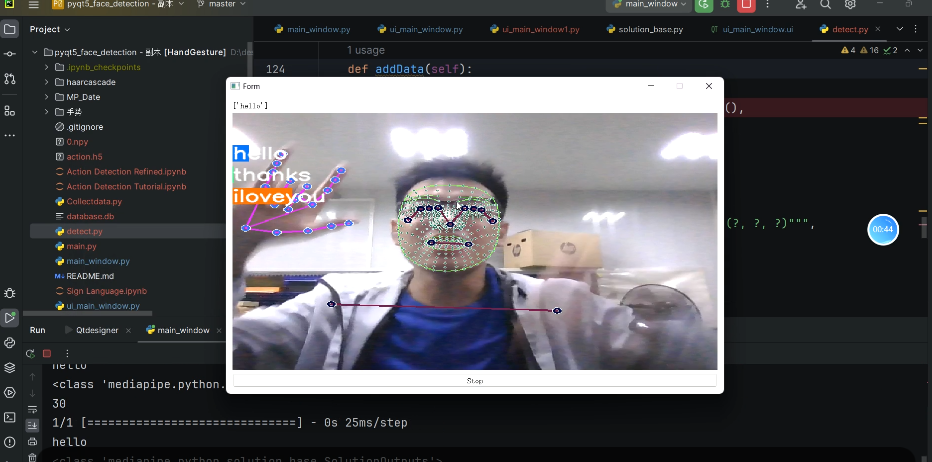 P2 pyqt5_face_detection - 副本 master
main_window
Project
main_window.py ui_main_window.py ui_main_window1.py solution_base.py ui_main_window.ui detect.py
pyqt5_face_detection - 副本 [HandGesture] D:\de
.ipynb_checkpoints
haarcascade
MP_Date
手势
.gitignore
0.npy
action.h5
Action Detection Refined.ipynb
Action Detection Tutorial.ipynb
Collectdata.py
database.db
detect.py
main.py
main_window.py
README.md
Sign Language.ipynb
ui_main_window.py
1 usage
4 16 2
124 def addData(self):
(),
(?, ?, ?)""",
00:44
Form
['hello']
hello
thanks
iloveyou
Stop
Run Qtdesigner main_window
hello
<class 'mediapipe.python.
30
1/1 [==============================] - 0s 25ms/step
hello
<class 'mediapipe.python.solution_base.SolutionOutputs'>